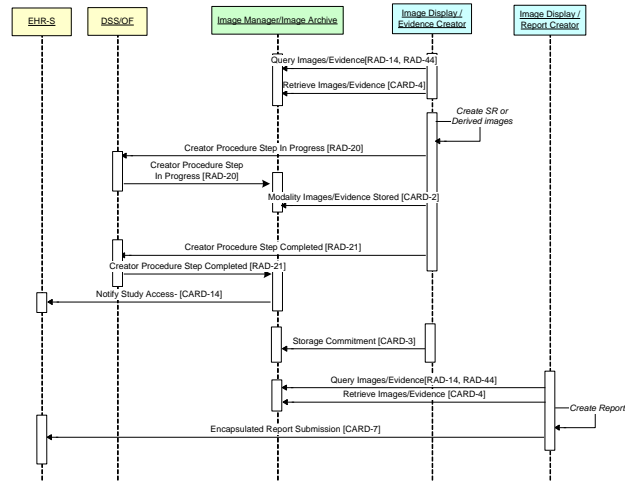 EHR-S
DSS/OF
Image Manager/Image Archive
Image Display /
Evidence Creator
Image Display /
Report Creator
Query Images/Evidence[RAD-14, RAD-44]
Retrieve Images/Evidence [CARD-4]
Create SR or
Derived images
Creator Procedure Step In Progress [RAD-20]
Creator Procedure Step
In Progress [RAD-20]
Modality Images/Evidence Stored [CARD-2]
Creator Procedure Step Completed [RAD-21]
Creator Procedure Step Completed [RAD-21]
Notify Study Access- [CARD-14]
Storage Commitment [CARD-3]
Query Images/Evidence[RAD-14, RAD-44]
Retrieve Images/Evidence [CARD-4]
Create Report
Encapsulated Report Submission [CARD-7]